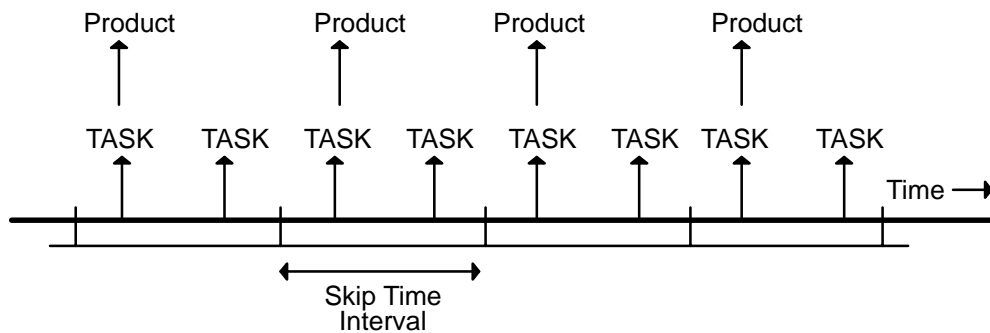 Product Product Product Product
TASK TASK TASK TASK TASK TASK TASK TASK
Time
Skip Time
Interval